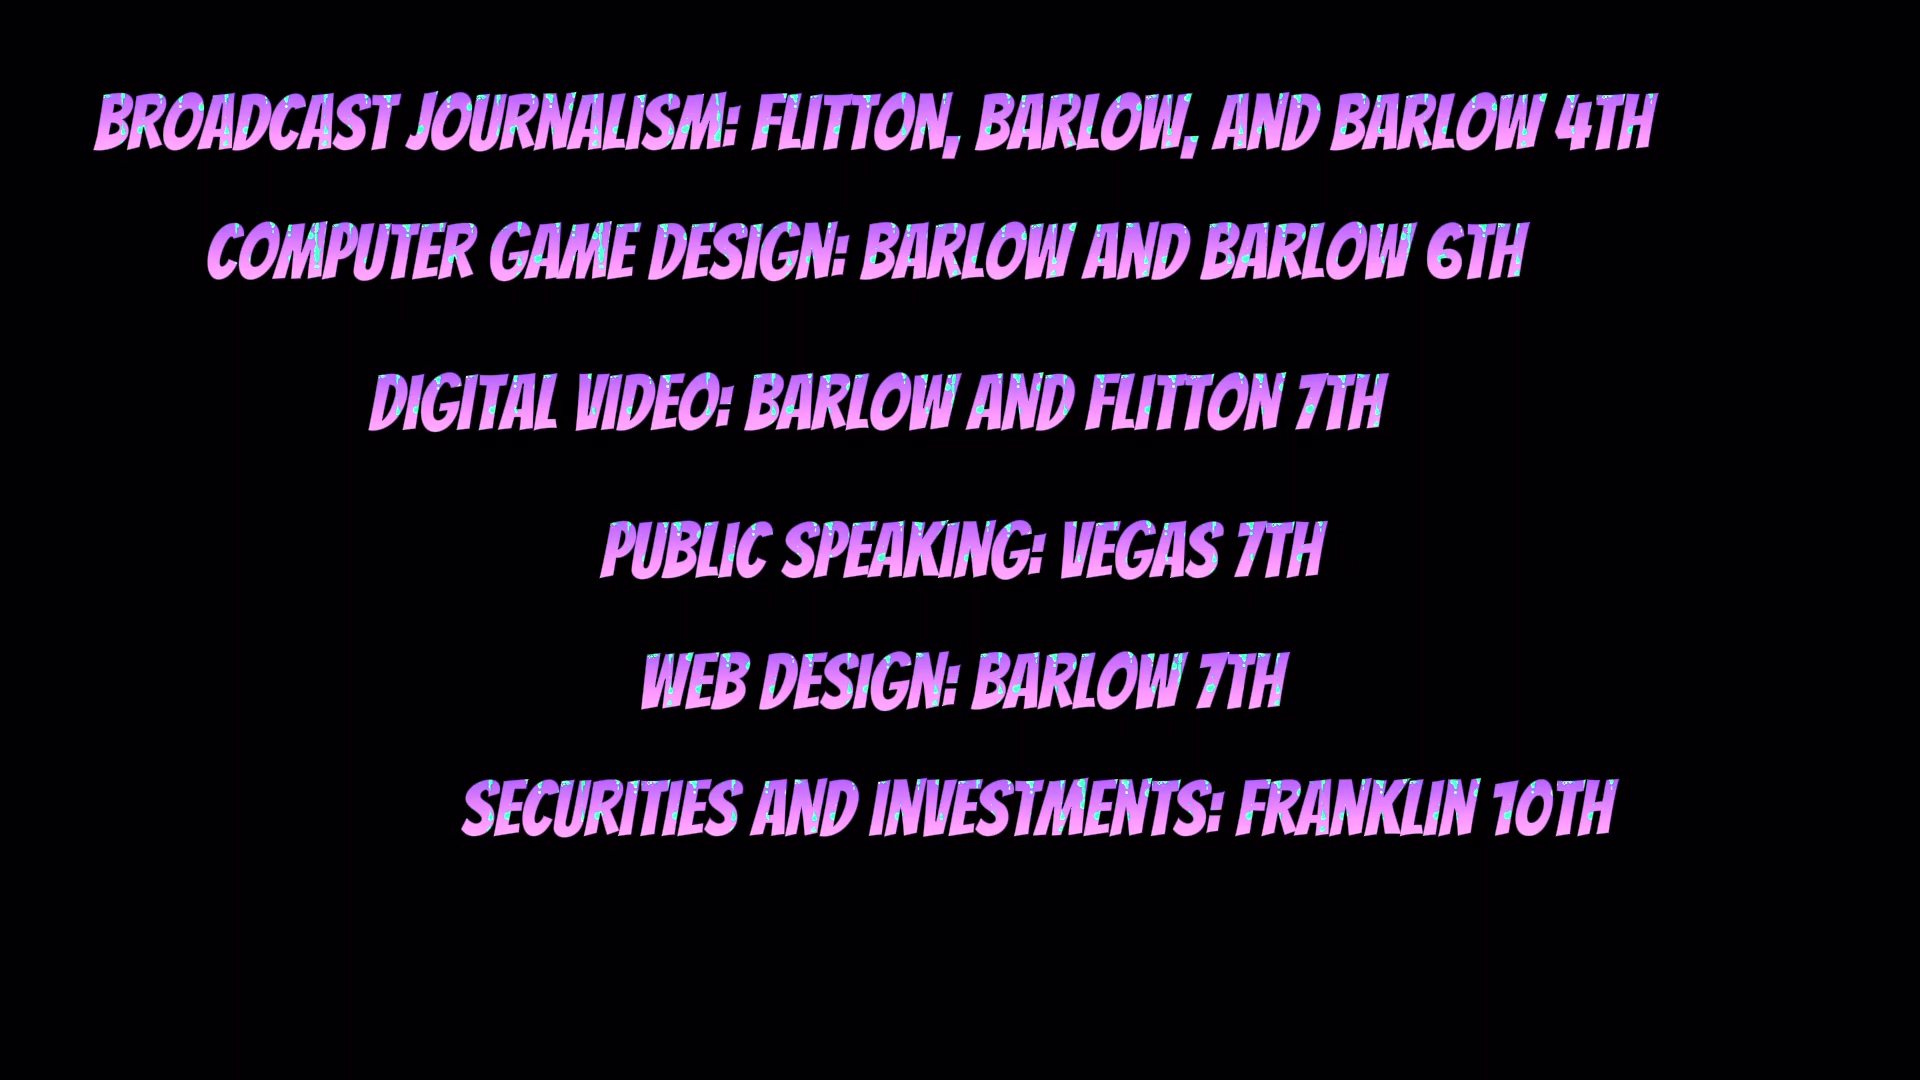 BROADCAST JOURNALISM: FLITTON, BARLOW, AND BARLOW 4TH
COMPUTER GAME DESIGN: BARLOW AND BARLOW 6TH
DIGITAL VIDEO: BARLOW AND FLITTON 7TH
PUBLIC SPEAKING: VEGAS 7TH
WEB DESIGN: BARLOW 7TH
SECURITIES AND INVESTMENTS: FRANKLIN 10TH